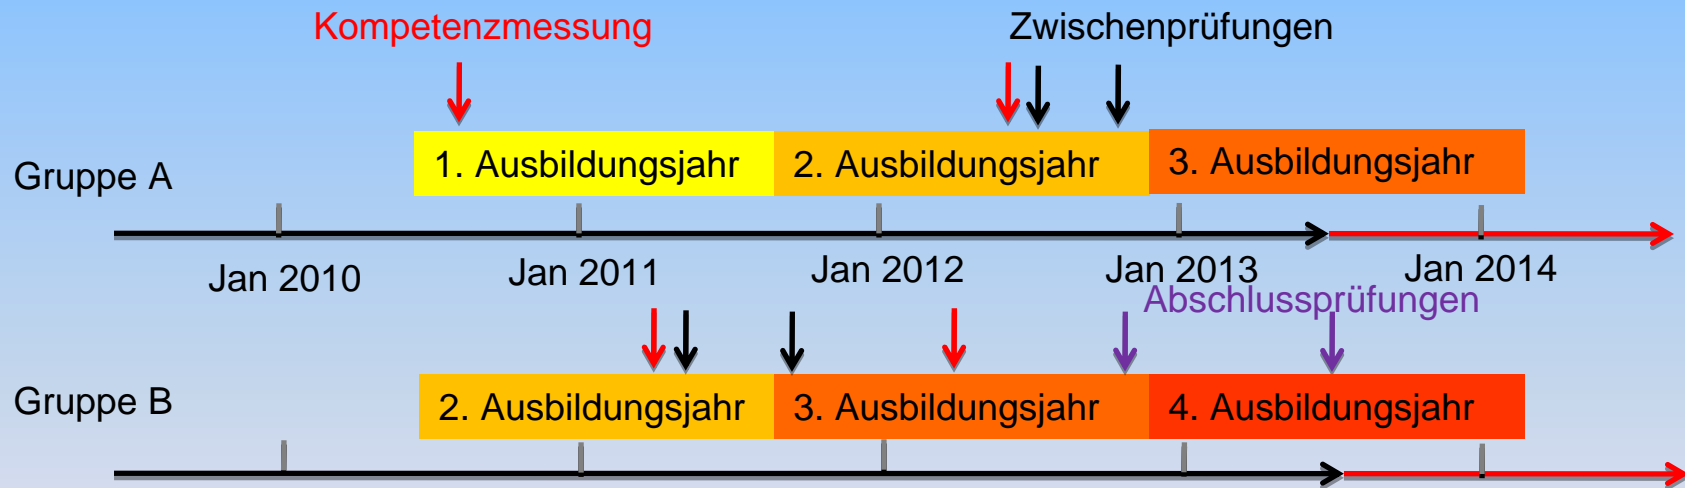 Kompetenzmessung Zwischenprüfungen
Gruppe A 1. Ausbildungsjahr 2. Ausbildungsjahr 3. Ausbildungsjahr
Jan 2010 Jan 2011 Jan 2012 Jan 2013 Jan 2014
Abschlussprüfungen
Gruppe B 2. Ausbildungsjahr 3. Ausbildungsjahr 4. Ausbildungsjahr